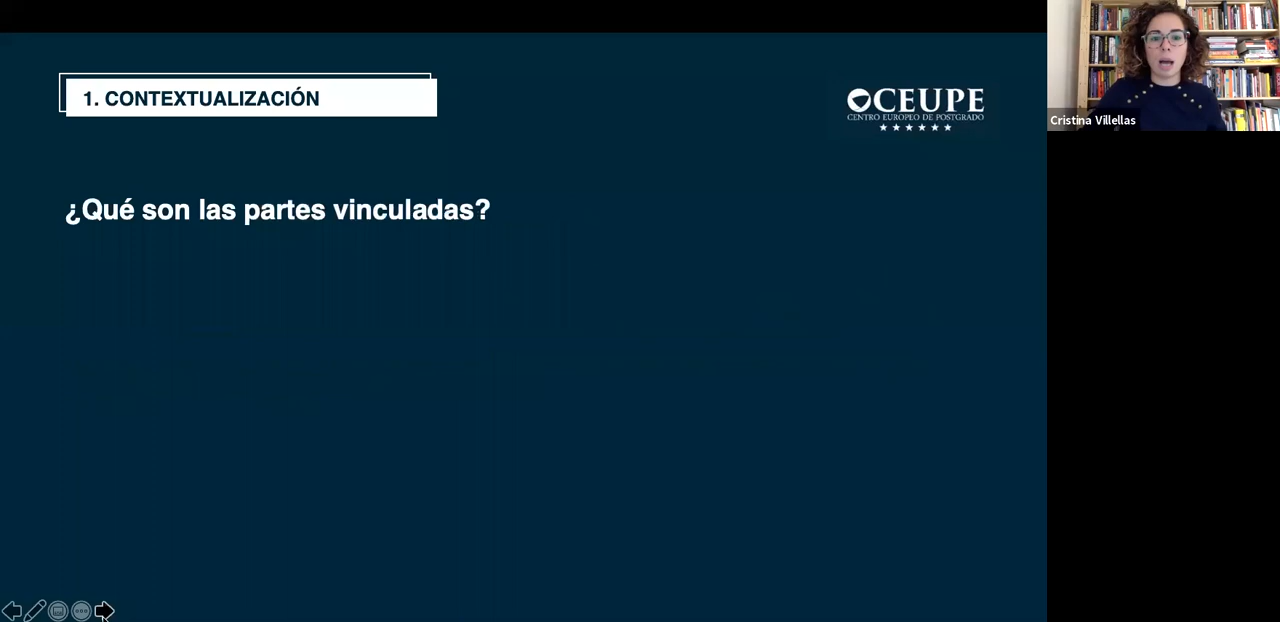 1. CONTEXTUALIZACIÓN
CEUPE
CENTRO EUROPEO DE POSTGRADO
Cristina Villellas
¿Qué son las partes vinculadas?